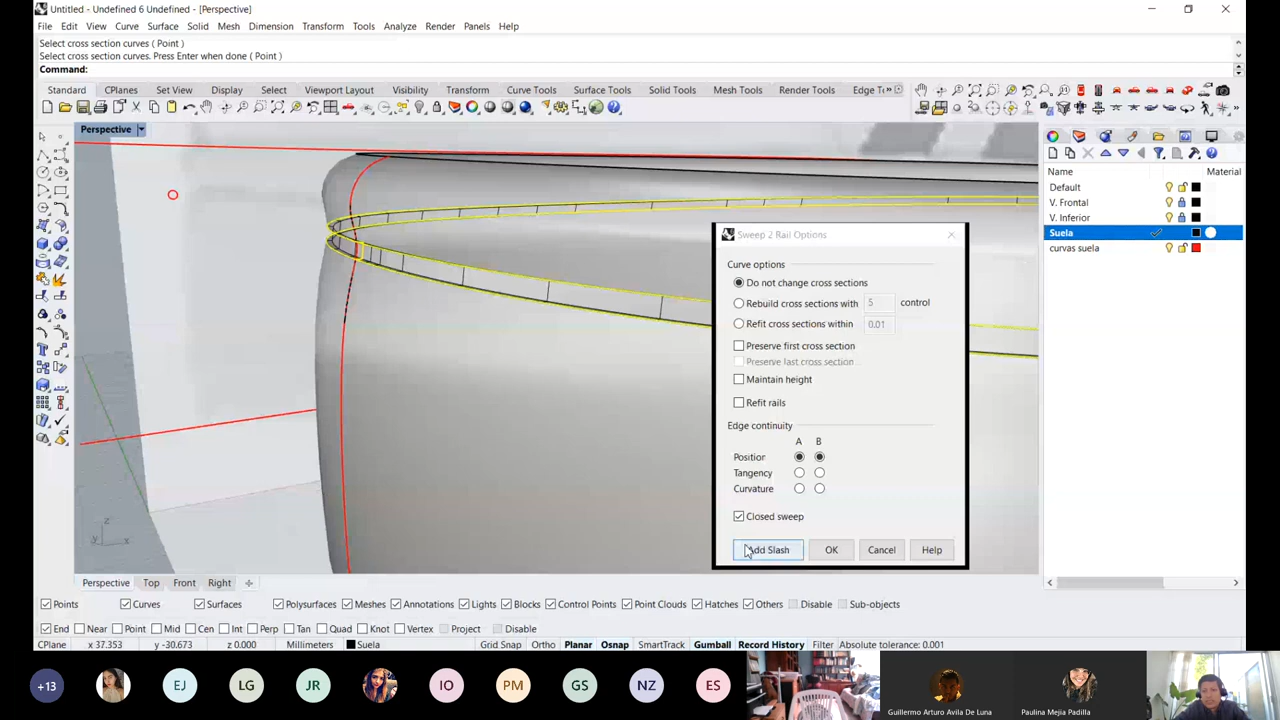 Untitled - Undefined 6 Undefined - [Perspective]
File Edit View Curve Surface Solid Mesh Dimension Transform Tools Analyze Render Panels Help
Select cross section curves ( Point )
Select cross section curves. Press Enter when done ( Point )
Command:
Standard CPlanes Set View Display Select Viewport Layout Visibility Transform Curve Tools Surface Tools Solid Tools Mesh Tools Render Tools Edge T
Perspective
Name Material
Default
V. Frontal
V. Inferior
Suela
curvas suela
Sweep 2 Rail Options
Curve options
Do not change cross sections
Rebuild cross sections with 5 control
Refit cross sections within 0.01
Preserve first cross section
Preserve last cross section
Maintain height
Refit rails
Edge continuity
A B
Position
Tangency
Curvature
Closed sweep
Add Slash OK Cancel Help
z
y
x
Perspective Top Front Right
Points Curves Surfaces Polysurfaces Meshes Annotations Lights Blocks Control Points Point Clouds Hatches Others Disable Sub-objects
End Near Point Mid Cen Int Perp Tan Quad Knot Vertex Project Disable
CPlane x 37.353 y -30.673 z 0.000 Millimeters Suela Grid Snap Ortho Planar Osnap SmartTrack Gumball Record History Filter Absolute tolerance: 0.001
+13 EJ LG JR IO PM GS NZ ES
Guillermo Arturo Avila De Luna Paulina Mejia Padilla